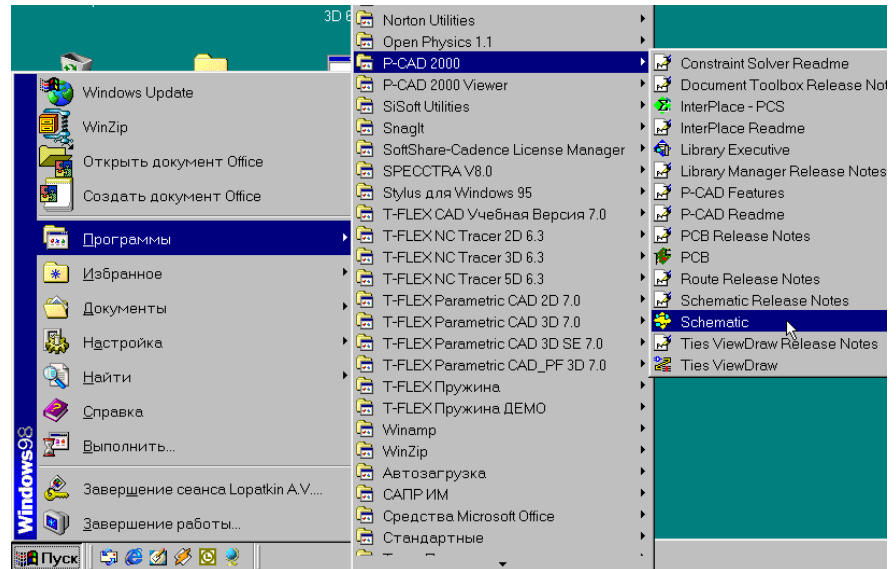 3D 6
Windows Update
WinZip
Открыть документ Office
Создать документ Office
Программы
Избранное
Документы
Настройка
Найти
Справка
Выполнить...
Завершение сеанса Lopatkin A.V....
Завершение работы...
Windows98
Пуск
Norton Utilities
Open Physics 1.1
P-CAD 2000
P-CAD 2000 Viewer
SiSoft Utilities
SnagIt
SoftShare-Cadence License Manager
SPECCTRA V8.0
Stylus для Windows 95
T-FLEX CAD Учебная Версия 7.0
T-FLEX NC Tracer 2D 6.3
T-FLEX NC Tracer 3D 6.3
T-FLEX NC Tracer 5D 6.3
T-FLEX Parametric CAD 2D 7.0
T-FLEX Parametric CAD 3D 7.0
T-FLEX Parametric CAD 3D SE 7.0
T-FLEX Parametric CAD_PF 3D 7.0
T-FLEX Пружина
T-FLEX Пружина ДЕМО
Winamp
WinZip
Автозагрузка
САПР ИМ
Средства Microsoft Office
Стандартные
Constraint Solver Readme
Document Toolbox Release Not
InterPlace - PCS
InterPlace Readme
Library Executive
Library Manager Release Notes
P-CAD Features
P-CAD Readme
PCB Release Notes
PCB
Route Release Notes
Schematic Release Notes
Schematic
Ties ViewDraw Release Notes
Ties ViewDraw